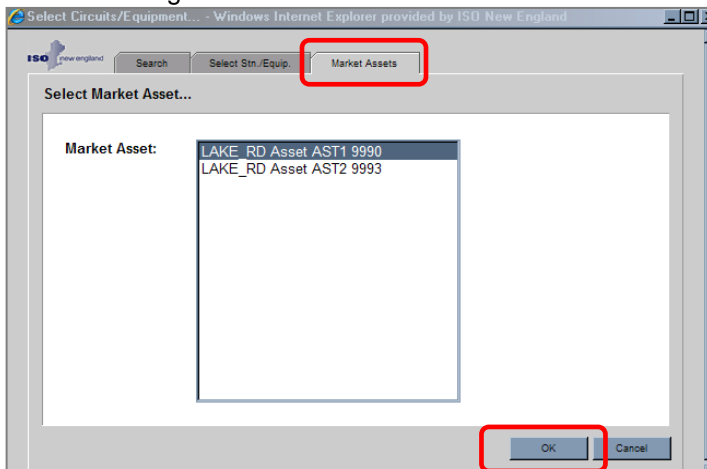 Select Circuits/Equipment... - Windows Internet Explorer provided by ISO New England
ISO new england
Search
Select Stn./Equip.
Market Assets
Select Market Asset...
Market Asset:
LAKE_RD Asset AST1 9990
LAKE_RD Asset AST2 9993
OK
Cancel